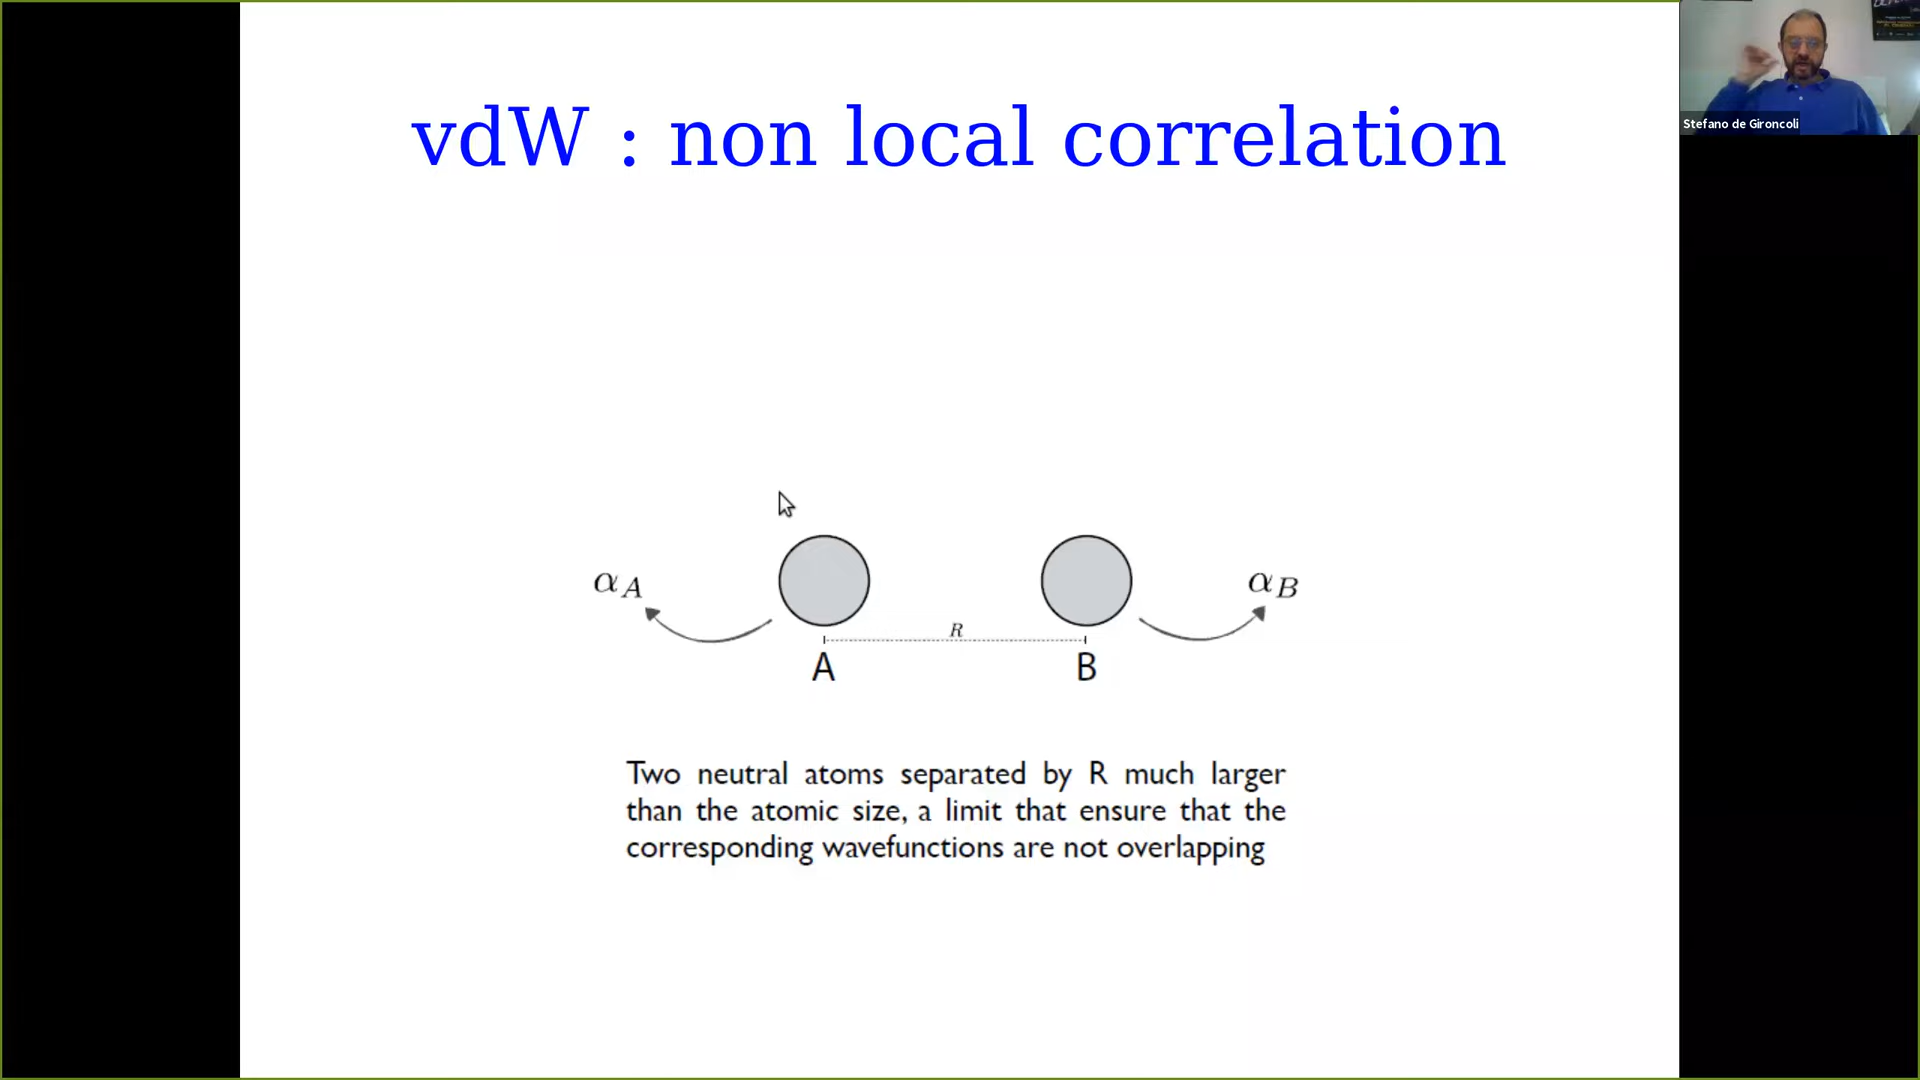 vdW : non local correlation
Stefano de Gironcoli
α_A
α_B
R
A
B
Two neutral atoms separated by R much larger
than the atomic size, a limit that ensure that the
corresponding wavefunctions are not overlapping